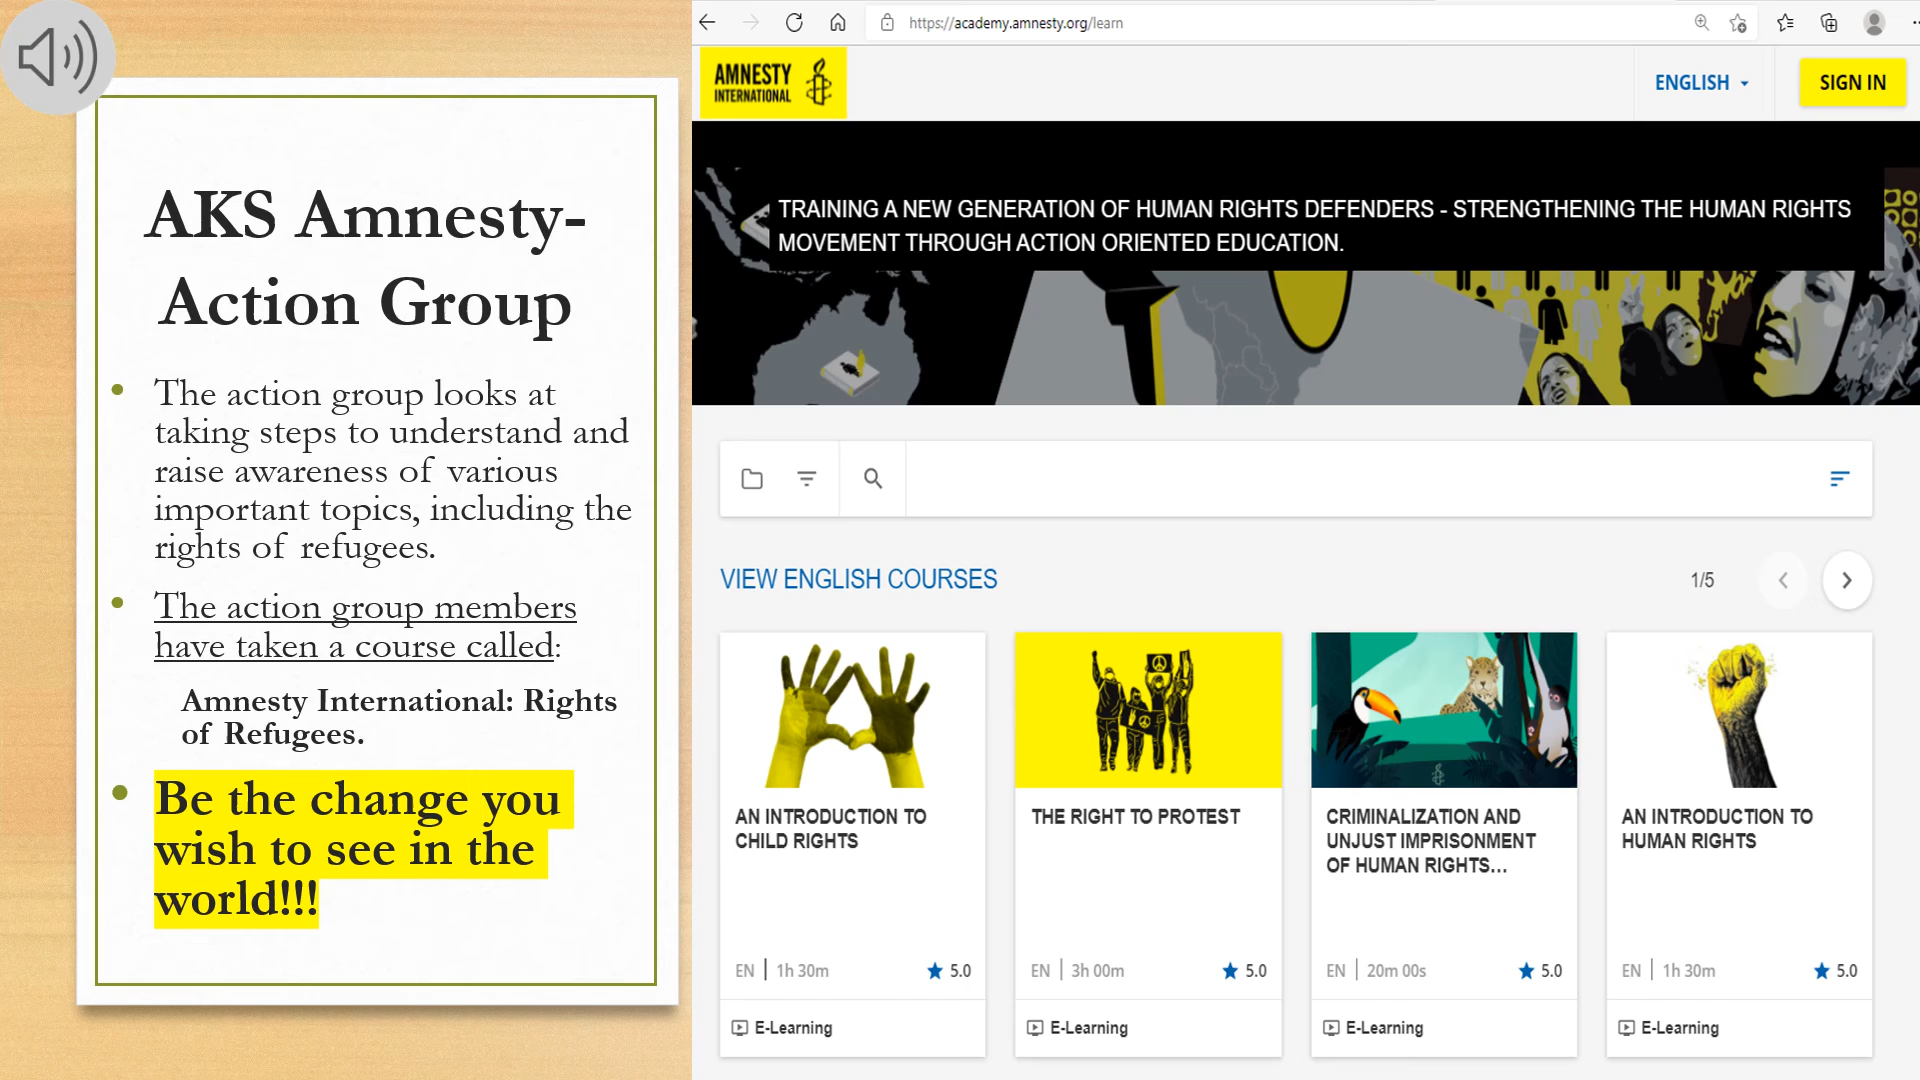 AKS Amnesty-
Action Group
• The action group looks at
taking steps to understand and
raise awareness of various
important topics, including the
rights of refugees.
• The action group members
have taken a course called:
Amnesty International: Rights
of Refugees.
• Be the change you
wish to see in the
world!!!
https://academy.amnesty.org/learn
AMNESTY
INTERNATIONAL
ENGLISH
SIGN IN
TRAINING A NEW GENERATION OF HUMAN RIGHTS DEFENDERS - STRENGTHENING THE HUMAN RIGHTS
MOVEMENT THROUGH ACTION ORIENTED EDUCATION.
VIEW ENGLISH COURSES
1/5
AN INTRODUCTION TO
CHILD RIGHTS
EN | 1h 30m
5.0
E-Learning
THE RIGHT TO PROTEST
EN | 3h 00m
5.0
E-Learning
CRIMINALIZATION AND
UNJUST IMPRISONMENT
OF HUMAN RIGHTS...
EN | 20m 00s
5.0
E-Learning
AN INTRODUCTION TO
HUMAN RIGHTS
EN | 1h 30m
5.0
E-Learning